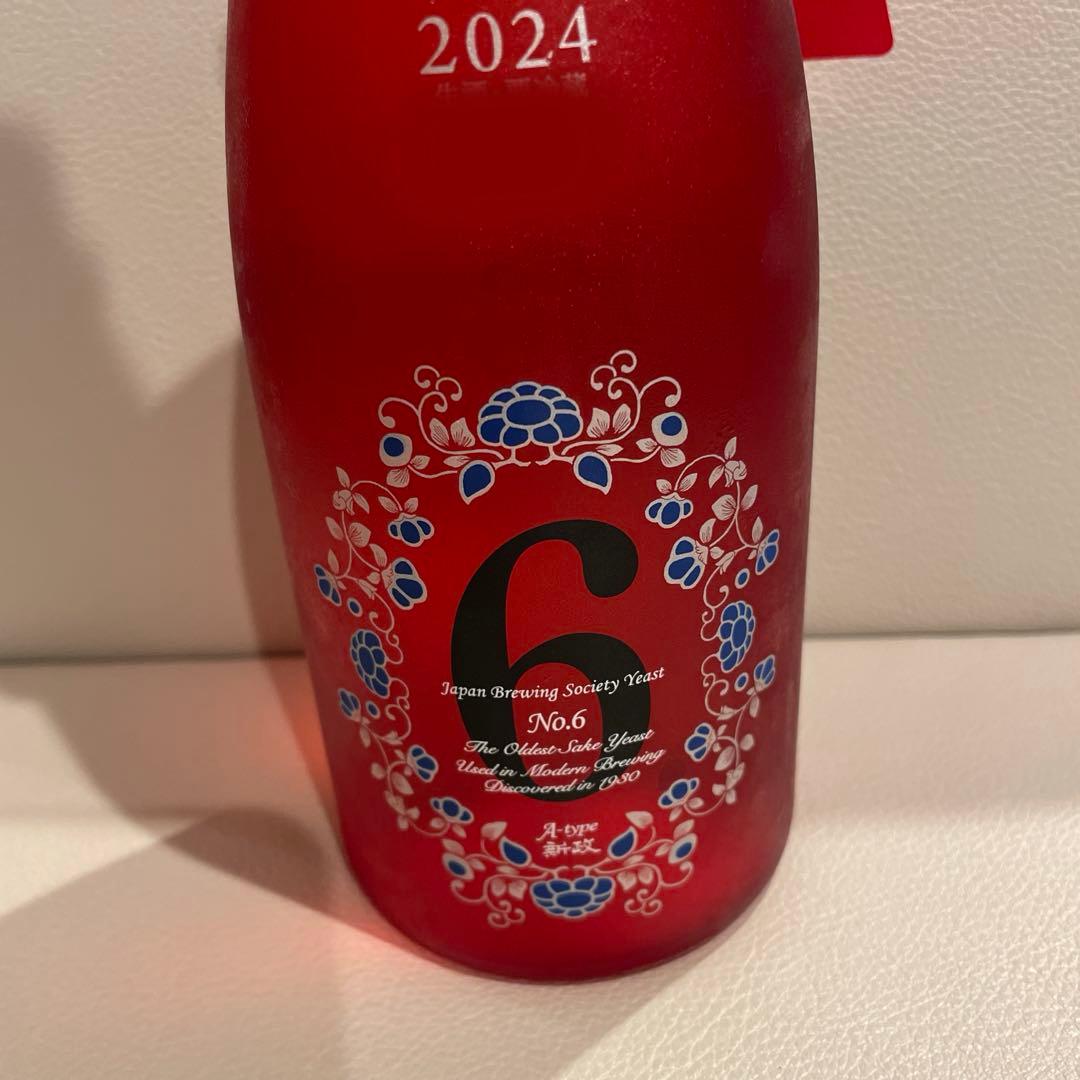 2024
6
Japan Brewing Society Yeast
No.6
The Oldest Sake Yeast
Used in Modern Brewing
Discovered in 1930
A-type
新政